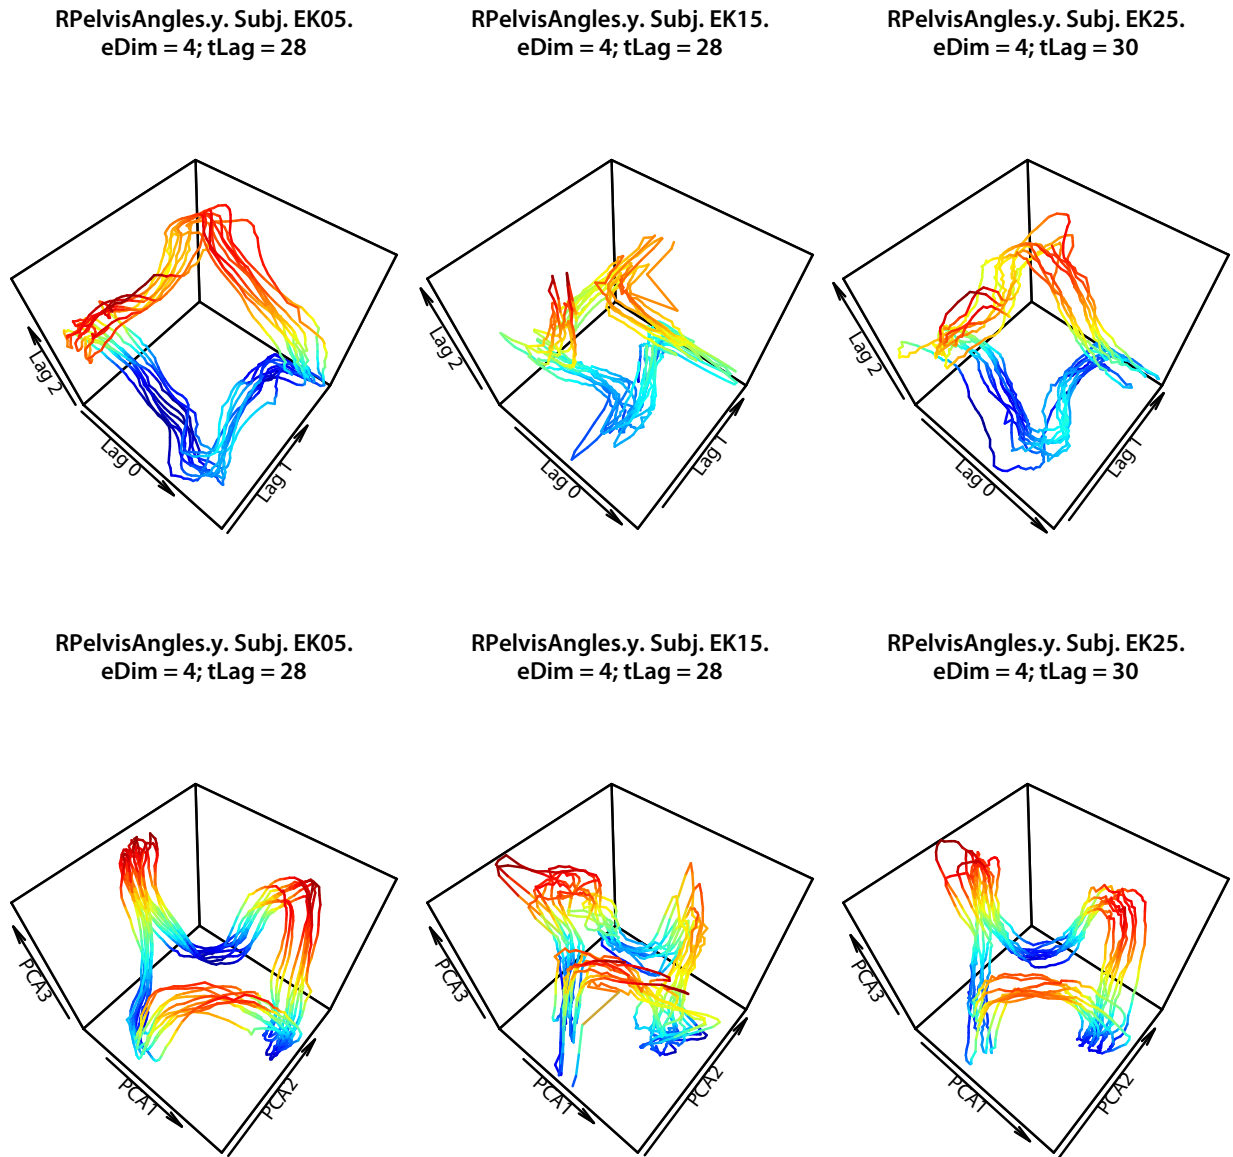 RPelvisAngles.y. Subj. EK05.
eDim = 4; tLag = 28
RPelvisAngles.y. Subj. EK15.
eDim = 4; tLag = 28
RPelvisAngles.y. Subj. EK25.
eDim = 4; tLag = 30
Lag 2
Lag 0
Lag 1
Lag 2
Lag 0
Lag 1
Lag 2
Lag 0
Lag 1
RPelvisAngles.y. Subj. EK05.
eDim = 4; tLag = 28
RPelvisAngles.y. Subj. EK15.
eDim = 4; tLag = 28
RPelvisAngles.y. Subj. EK25.
eDim = 4; tLag = 30
PCA3
PCA1
PCA2
PCA3
PCA1
PCA2
PCA3
PCA1
PCA2